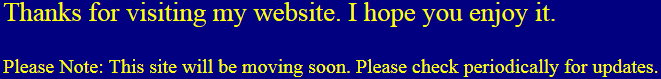 Thanks for visiting my website. I hope you enjoy it.
Please Note: This site will be moving soon. Please check periodically for updates.